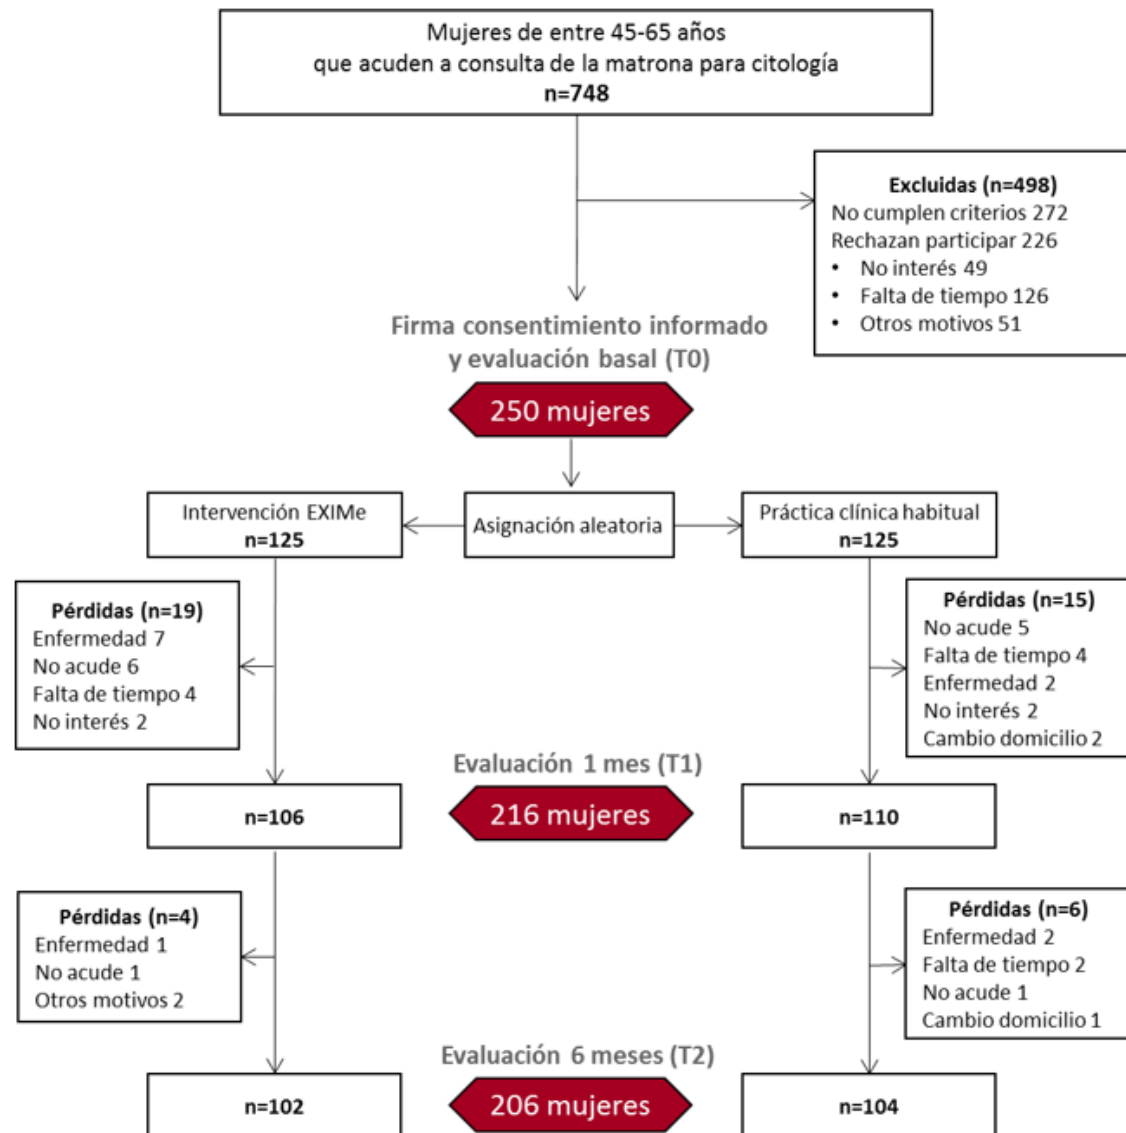 Mujeres de entre 45-65 años
que acuden a consulta de la matrona para citología
n=748
Excluidas (n=498)
No cumplen criterios 272
Rechazan participar 226
• No interés 49
• Falta de tiempo 126
• Otros motivos 51
Firma consentimiento informado
y evaluación basal (T0)
250 mujeres
Intervención EXIMe
n=125
Asignación aleatoria
Práctica clínica habitual
n=125
Pérdidas (n=19)
Enfermedad 7
No acude 6
Falta de tiempo 4
No interés 2
Pérdidas (n=15)
No acude 5
Falta de tiempo 4
Enfermedad 2
No interés 2
Cambio domicilio 2
Evaluación 1 mes (T1)
n=106
216 mujeres
n=110
Pérdidas (n=4)
Enfermedad 1
No acude 1
Otros motivos 2
Pérdidas (n=6)
Enfermedad 2
Falta de tiempo 2
No acude 1
Cambio domicilio 1
Evaluación 6 meses (T2)
n=102
206 mujeres
n=104